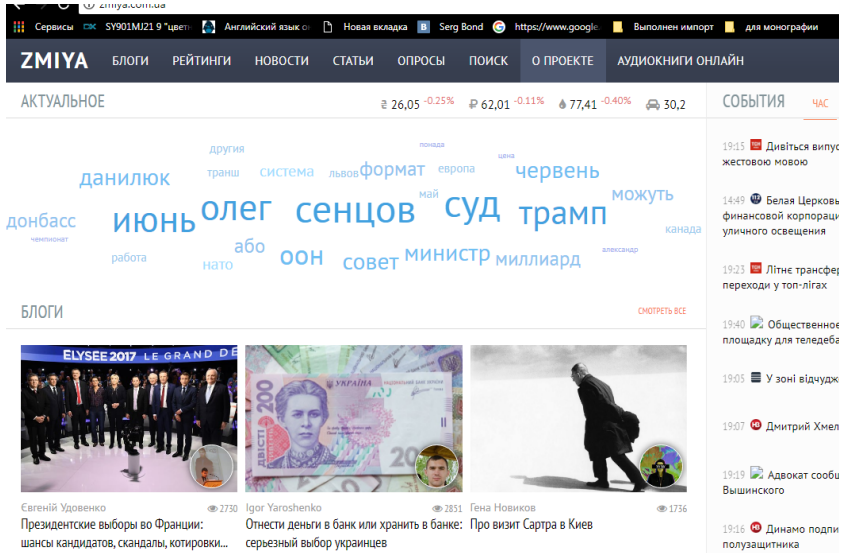 zmiya.com.ua
Сервисы SY901MJ21 9 "цвет Английский язык о Новая вкладка Serg Bond https://www.google. Выполнен импорт для монографии
ZMIYA БЛОГИ РЕЙТИНГИ НОВОСТИ СТАТЬИ ОПРОСЫ ПОИСК О ПРОЕКТЕ АУДИОКНИГИ ОНЛАЙН
АКТУАЛЬНОЕ ₴ 26,05 -0.25% ₽ 62,01 -0.11% 77,41 -0.40% 30,2
другия понада
транш система львов формат европа цена червень
данилюк май можуть
донбасс июнь олег сенцов суд трамп канада
чемпионат
работа або нато оон совет министр миллиард александр
БЛОГИ СМОТРЕТЬ ВСЕ
ELYSEE 2017 LE GRAND DÉ
200 УКРАЇНА
ДВІСТІ
200
Євгеній Удовенко 2730
Президентские выборы во Франции:
шансы кандидатов, скандалы, котировки...
Igor Yaroshenko 2851
Отнести деньги в банк или хранить в банке:
серьезный выбор украинцев
Гена Новиков 1736
Про визит Сартра в Киев
СОБЫТИЯ ЧАС
19:15 Дивіться випус
жестовою мовою
14:49 Белая Церковь
финансовой корпораци
уличного освещения
19:23 Літнє трансфер
переходи у топ-лігах
19:40 Общественное
площадку для теледеба
19:05 У зоні відчудж
19:07 Дмитрий Хмел
19:19 Адвокат сообщ
Вышинского
19:16 Динамо подпи
полузащитника